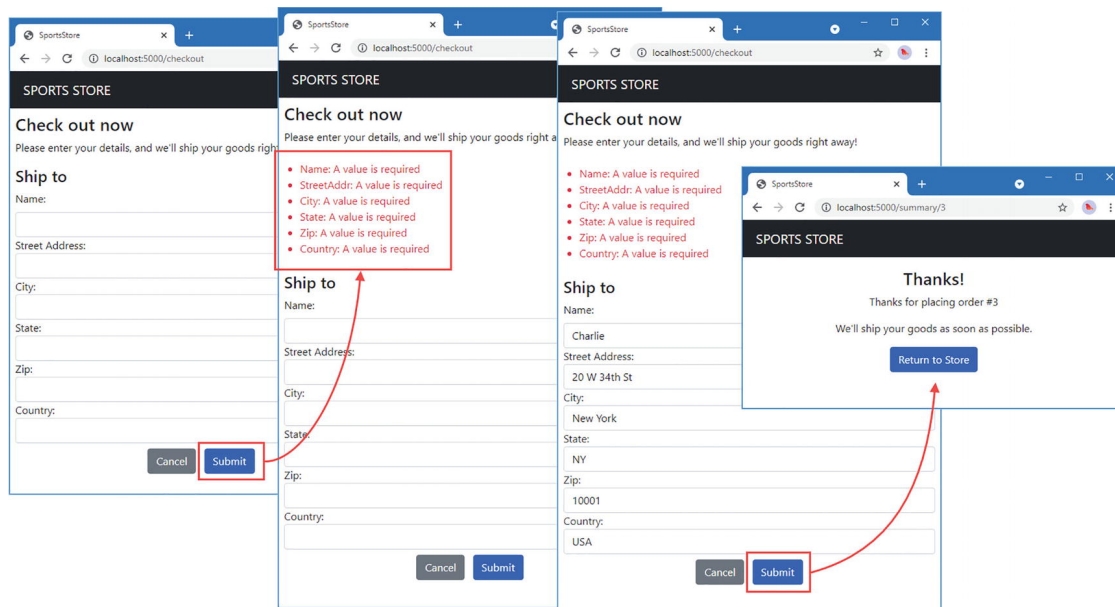 SportsStore
localhost:5000/checkout
SPORTS STORE
Check out now
Please enter your details, and we'll ship your goods righ
Ship to
Name:
Street Address:
City:
State:
Zip:
Country:
Cancel
Submit
SportsStore
localhost:5000/checkout
SPORTS STORE
Check out now
Please enter your details, and we'll ship your goods right a
Name: A value is required
StreetAddr: A value is required
City: A value is required
State: A value is required
Zip: A value is required
Country: A value is required
Ship to
Name:
Street Address:
City:
State:
Zip:
Country:
Cancel
Submit
SportsStore
localhost:5000/checkout
SPORTS STORE
Check out now
Please enter your details, and we'll ship your goods right away!
Name: A value is required
StreetAddr: A value is required
City: A value is required
State: A value is required
Zip: A value is required
Country: A value is required
Ship to
Name:
Charlie
Street Address:
20 W 34th St
City:
New York
State:
NY
Zip:
10001
Country:
USA
Cancel
Submit
SportsStore
localhost:5000/summary/3
SPORTS STORE
Thanks!
Thanks for placing order #3
We'll ship your goods as soon as possible.
Return to Store